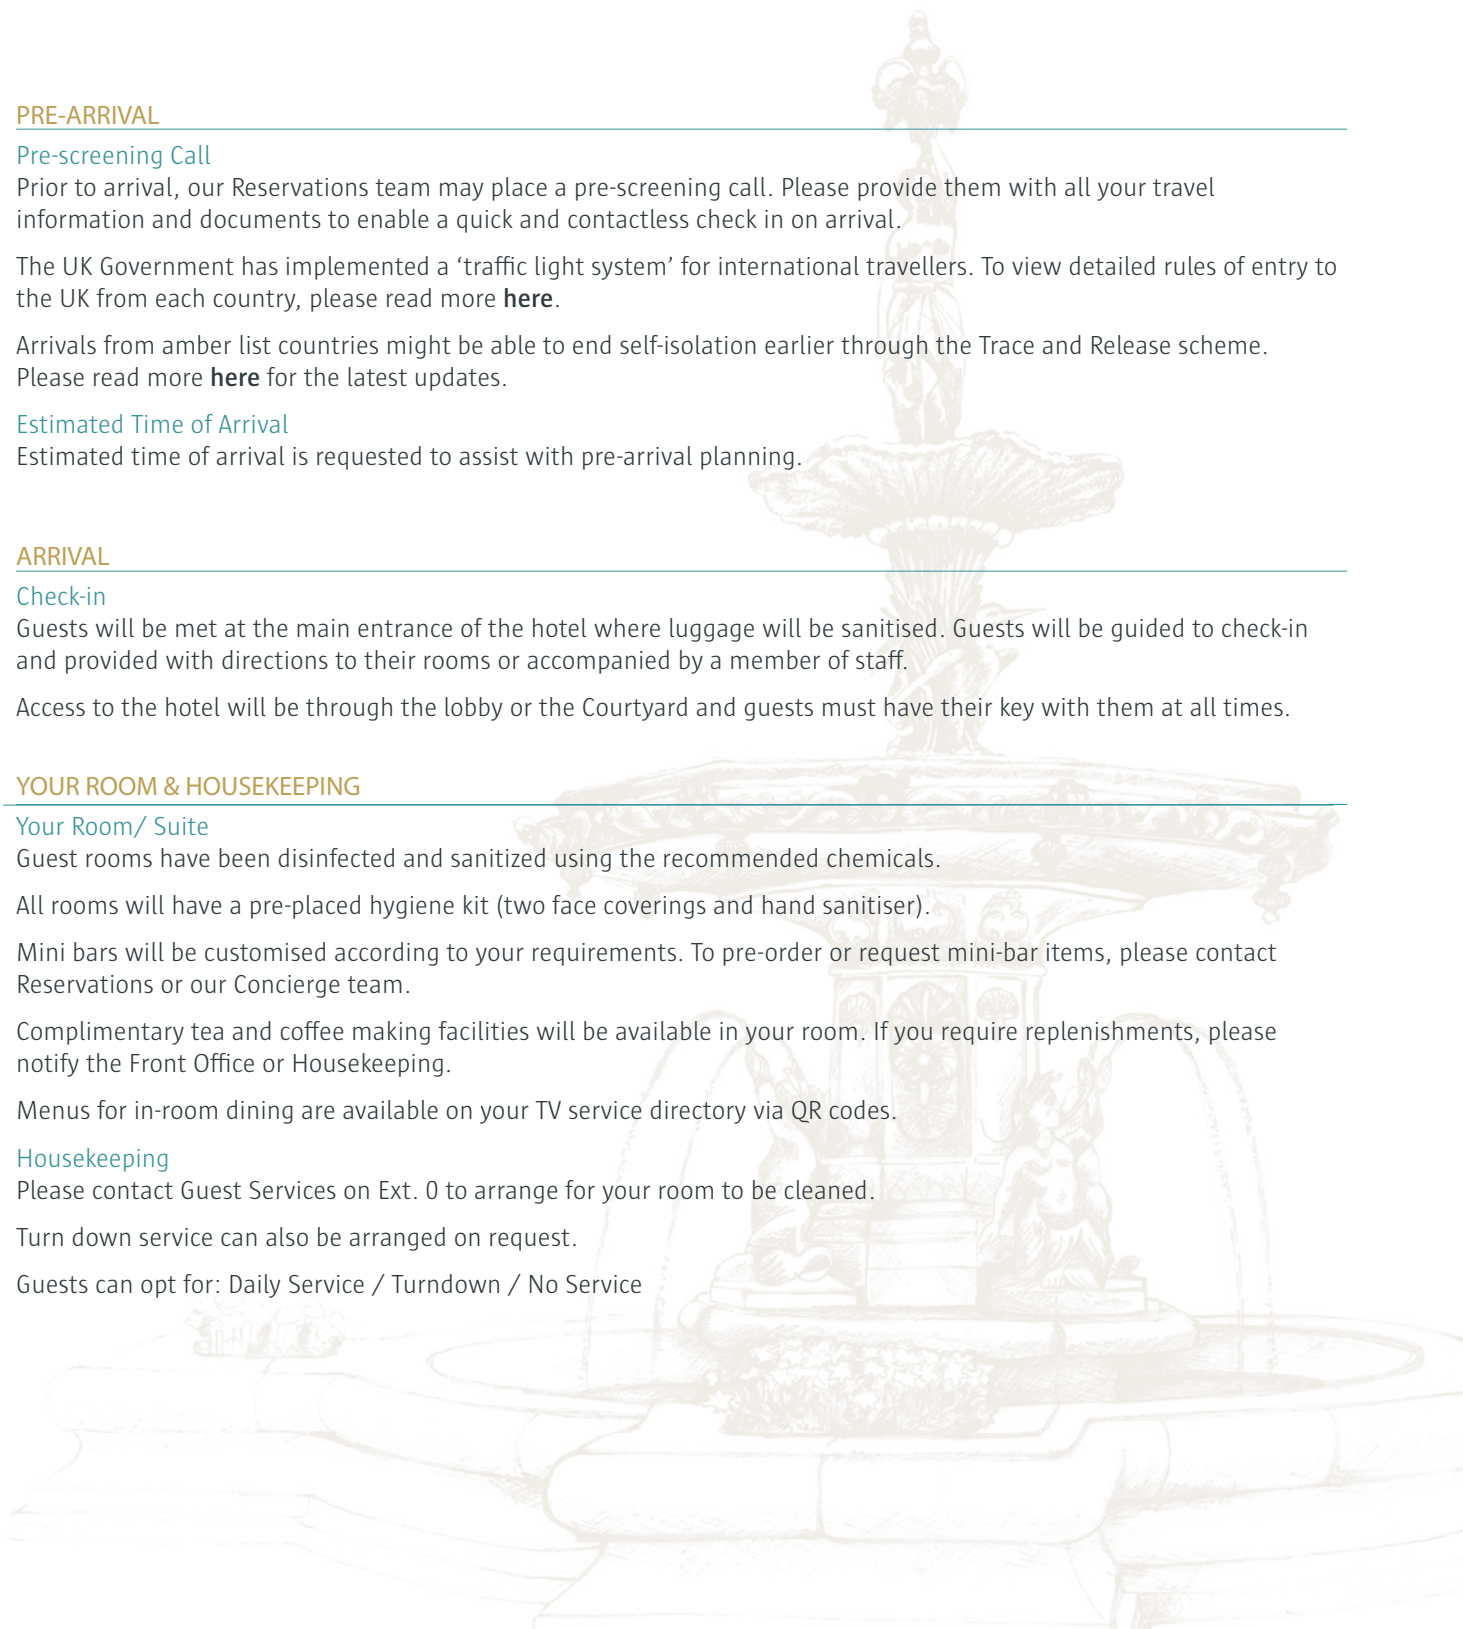 PRE-ARRIVAL
Pre-screening Call
Prior to arrival, our Reservations team may place a pre-screening call. Please provide them with all your travel
information and documents to enable a quick and contactless check in on arrival.
The UK Government has implemented a ‘traffic light system’ for international travellers. To view detailed rules of entry to
the UK from each country, please read more here.
Arrivals from amber list countries might be able to end self-isolation earlier through the Trace and Release scheme.
Please read more here for the latest updates.
Estimated Time of Arrival
Estimated time of arrival is requested to assist with pre-arrival planning.
ARRIVAL
Check-in
Guests will be met at the main entrance of the hotel where luggage will be sanitised. Guests will be guided to check-in
and provided with directions to their rooms or accompanied by a member of staff.
Access to the hotel will be through the lobby or the Courtyard and guests must have their key with them at all times.
YOUR ROOM & HOUSEKEEPING
Your Room/ Suite
Guest rooms have been disinfected and sanitized using the recommended chemicals.
All rooms will have a pre-placed hygiene kit (two face coverings and hand sanitiser).
Mini bars will be customised according to your requirements. To pre-order or request mini-bar items, please contact
Reservations or our Concierge team.
Complimentary tea and coffee making facilities will be available in your room. If you require replenishments, please
notify the Front Office or Housekeeping.
Menus for in-room dining are available on your TV service directory via QR codes.
Housekeeping
Please contact Guest Services on Ext. 0 to arrange for your room to be cleaned.
Turn down service can also be arranged on request.
Guests can opt for: Daily Service / Turndown / No Service